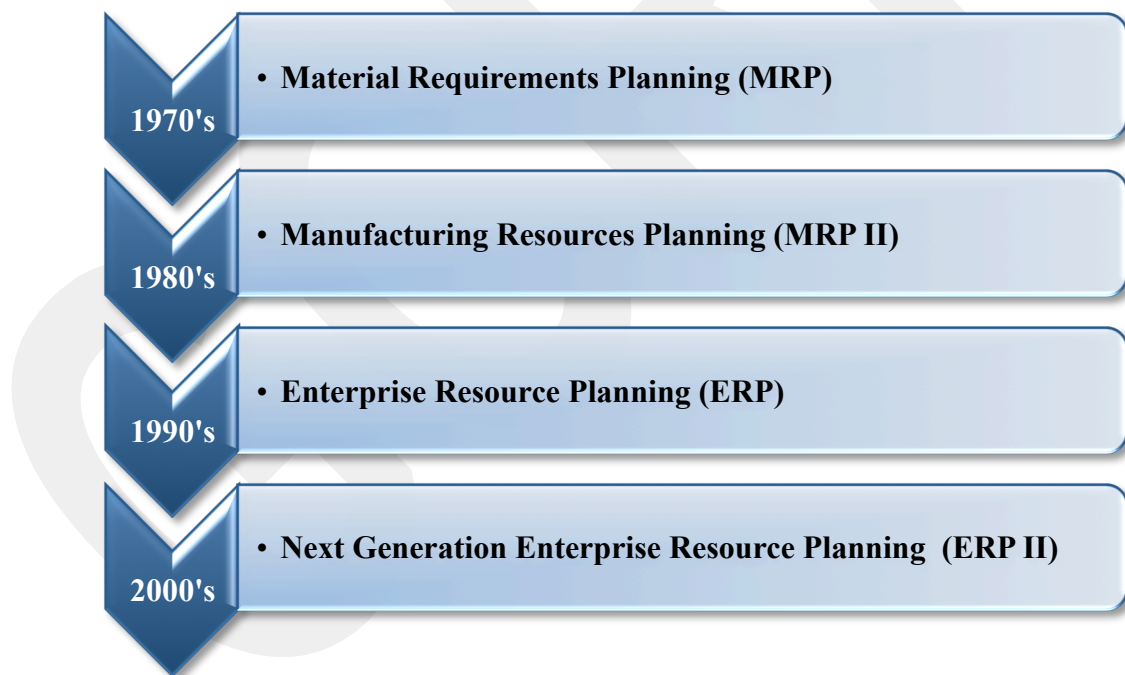 1970's
• Material Requirements Planning (MRP)
1980's
• Manufacturing Resources Planning (MRP II)
1990's
• Enterprise Resource Planning (ERP)
2000's
• Next Generation Enterprise Resource Planning  (ERP II)